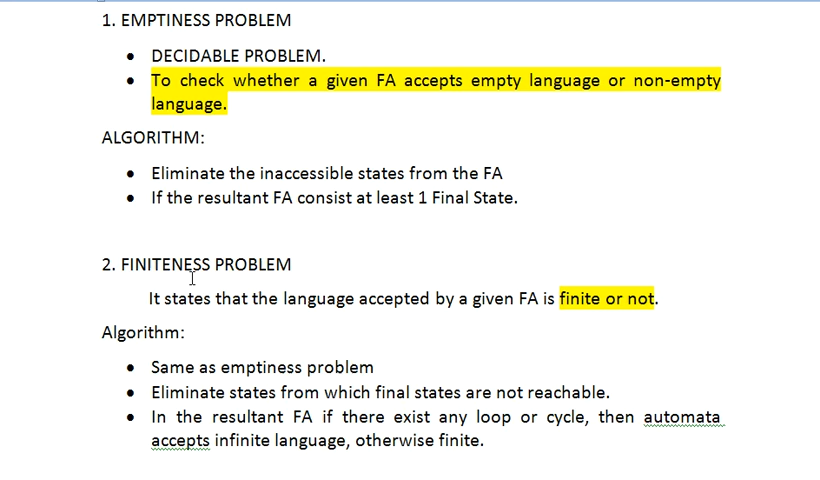 1. EMPTINESS PROBLEM
• DECIDABLE PROBLEM.
• To check whether a given FA accepts empty language or non-empty
language.
ALGORITHM:
• Eliminate the inaccessible states from the FA
• If the resultant FA consist at least 1 Final State.
2. FINITENESS PROBLEM
It states that the language accepted by a given FA is finite or not.
Algorithm:
• Same as emptiness problem
• Eliminate states from which final states are not reachable.
• In the resultant FA if there exist any loop or cycle, then automata
accepts infinite language, otherwise finite.